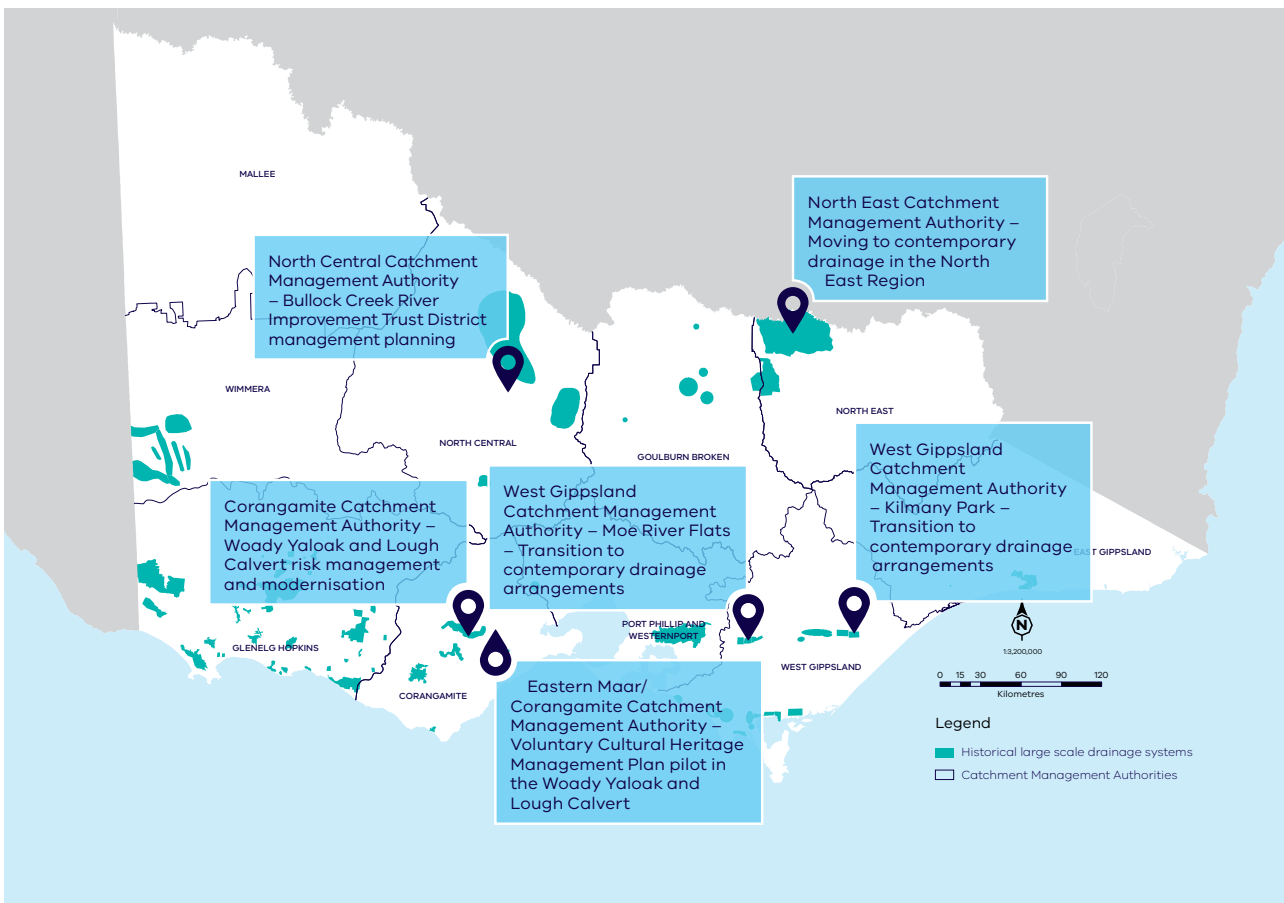 MALLEE
North East Catchment
Management Authority –
Moving to contemporary
drainage in the North
East Region
North Central Catchment
Management Authority
– Bullock Creek River
Improvement Trust District
management planning
WIMMERA
NORTH EAST
NORTH CENTRAL
GOULBURN BROKEN
West Gippsland
Catchment
Management Authority
– Kilmany Park –
Transition to
contemporary drainage
arrangements
Corangamite Catchment
Management Authority –
Woady Yaloak and Lough
Calvert risk management
and modernisation
West Gippsland
Catchment Management
Authority – Moe River Flats
– Transition to
contemporary drainage
arrangements
GIPPSLAND
PORT PHILLIP AND
WESTERNPORT
N
1:3,200,000
GLENELG HOPKINS
WEST GIPPSLAND
CORANGAMITE
0 15 30 60 90 120
Kilometres
Eastern Maar/
Corangamite Catchment
Management Authority –
Voluntary Cultural Heritage
Management Plan pilot in
the Woady Yaloak and
Lough Calvert
Legend
Historical large scale drainage systems
Catchment Management Authorities